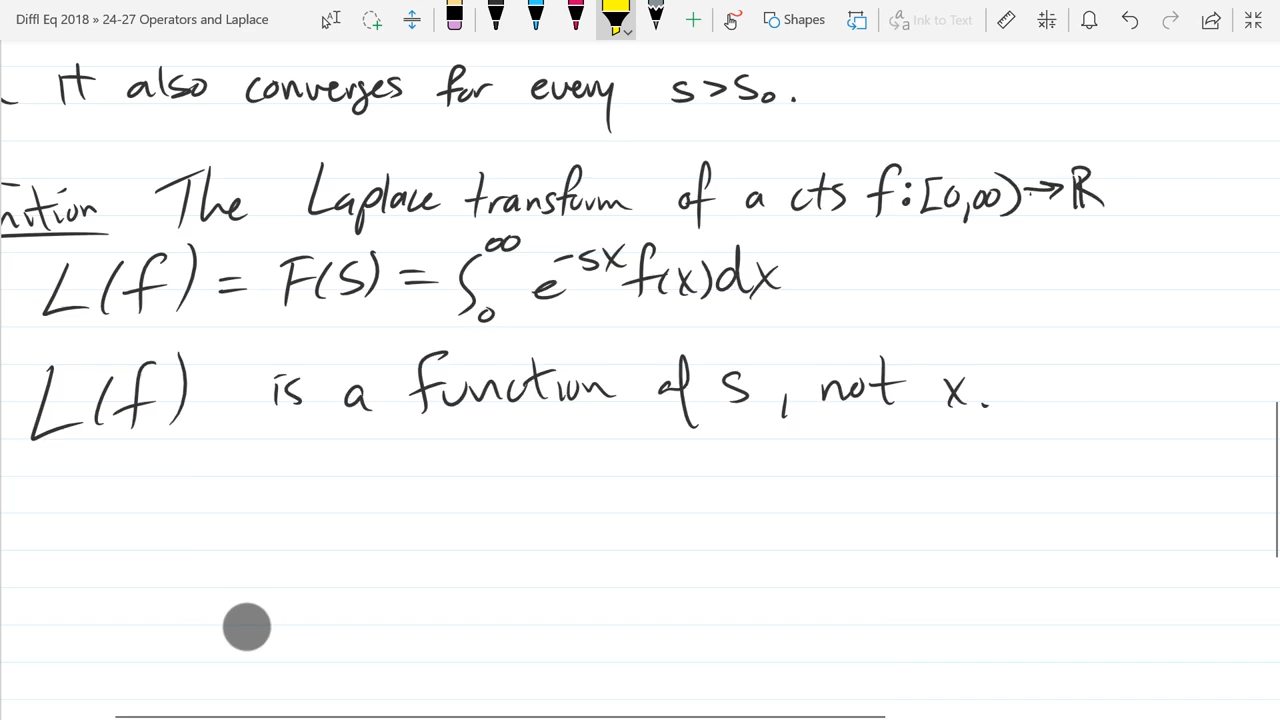 Diffl Eq 2018 » 24-27 Operators and Laplace Shapes Ink to Text
It also converges for every s > s₀.
nition The Laplace transform of a cts f:[0,∞)→ℝ
L(f) = F(s) = ∫₀^∞ e^{-sx} f(x)dx
L(f) is a function of s, not x.